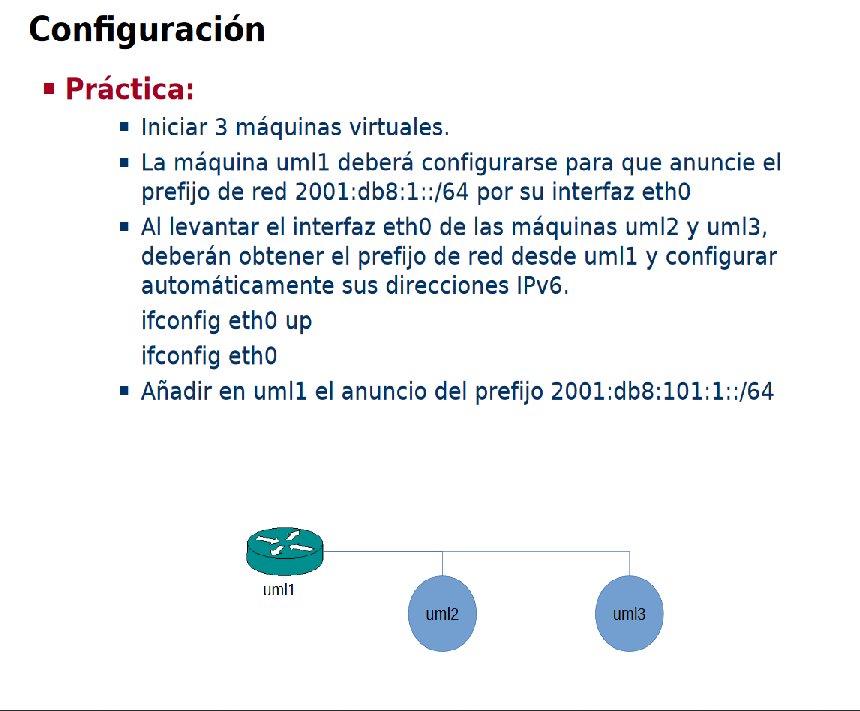 Configuración
Práctica:
Iniciar 3 máquinas virtuales.
La máquina uml1 deberá configurarse para que anuncie el
prefijo de red 2001:db8:1::/64 por su interfaz eth0
Al levantar el interfaz eth0 de las máquinas uml2 y uml3,
deberán obtener el prefijo de red desde uml1 y configurar
automáticamente sus direcciones IPv6.
ifconfig eth0 up
ifconfig eth0
Añadir en uml1 el anuncio del prefijo 2001:db8:101:1::/64
uml1
uml2
uml3